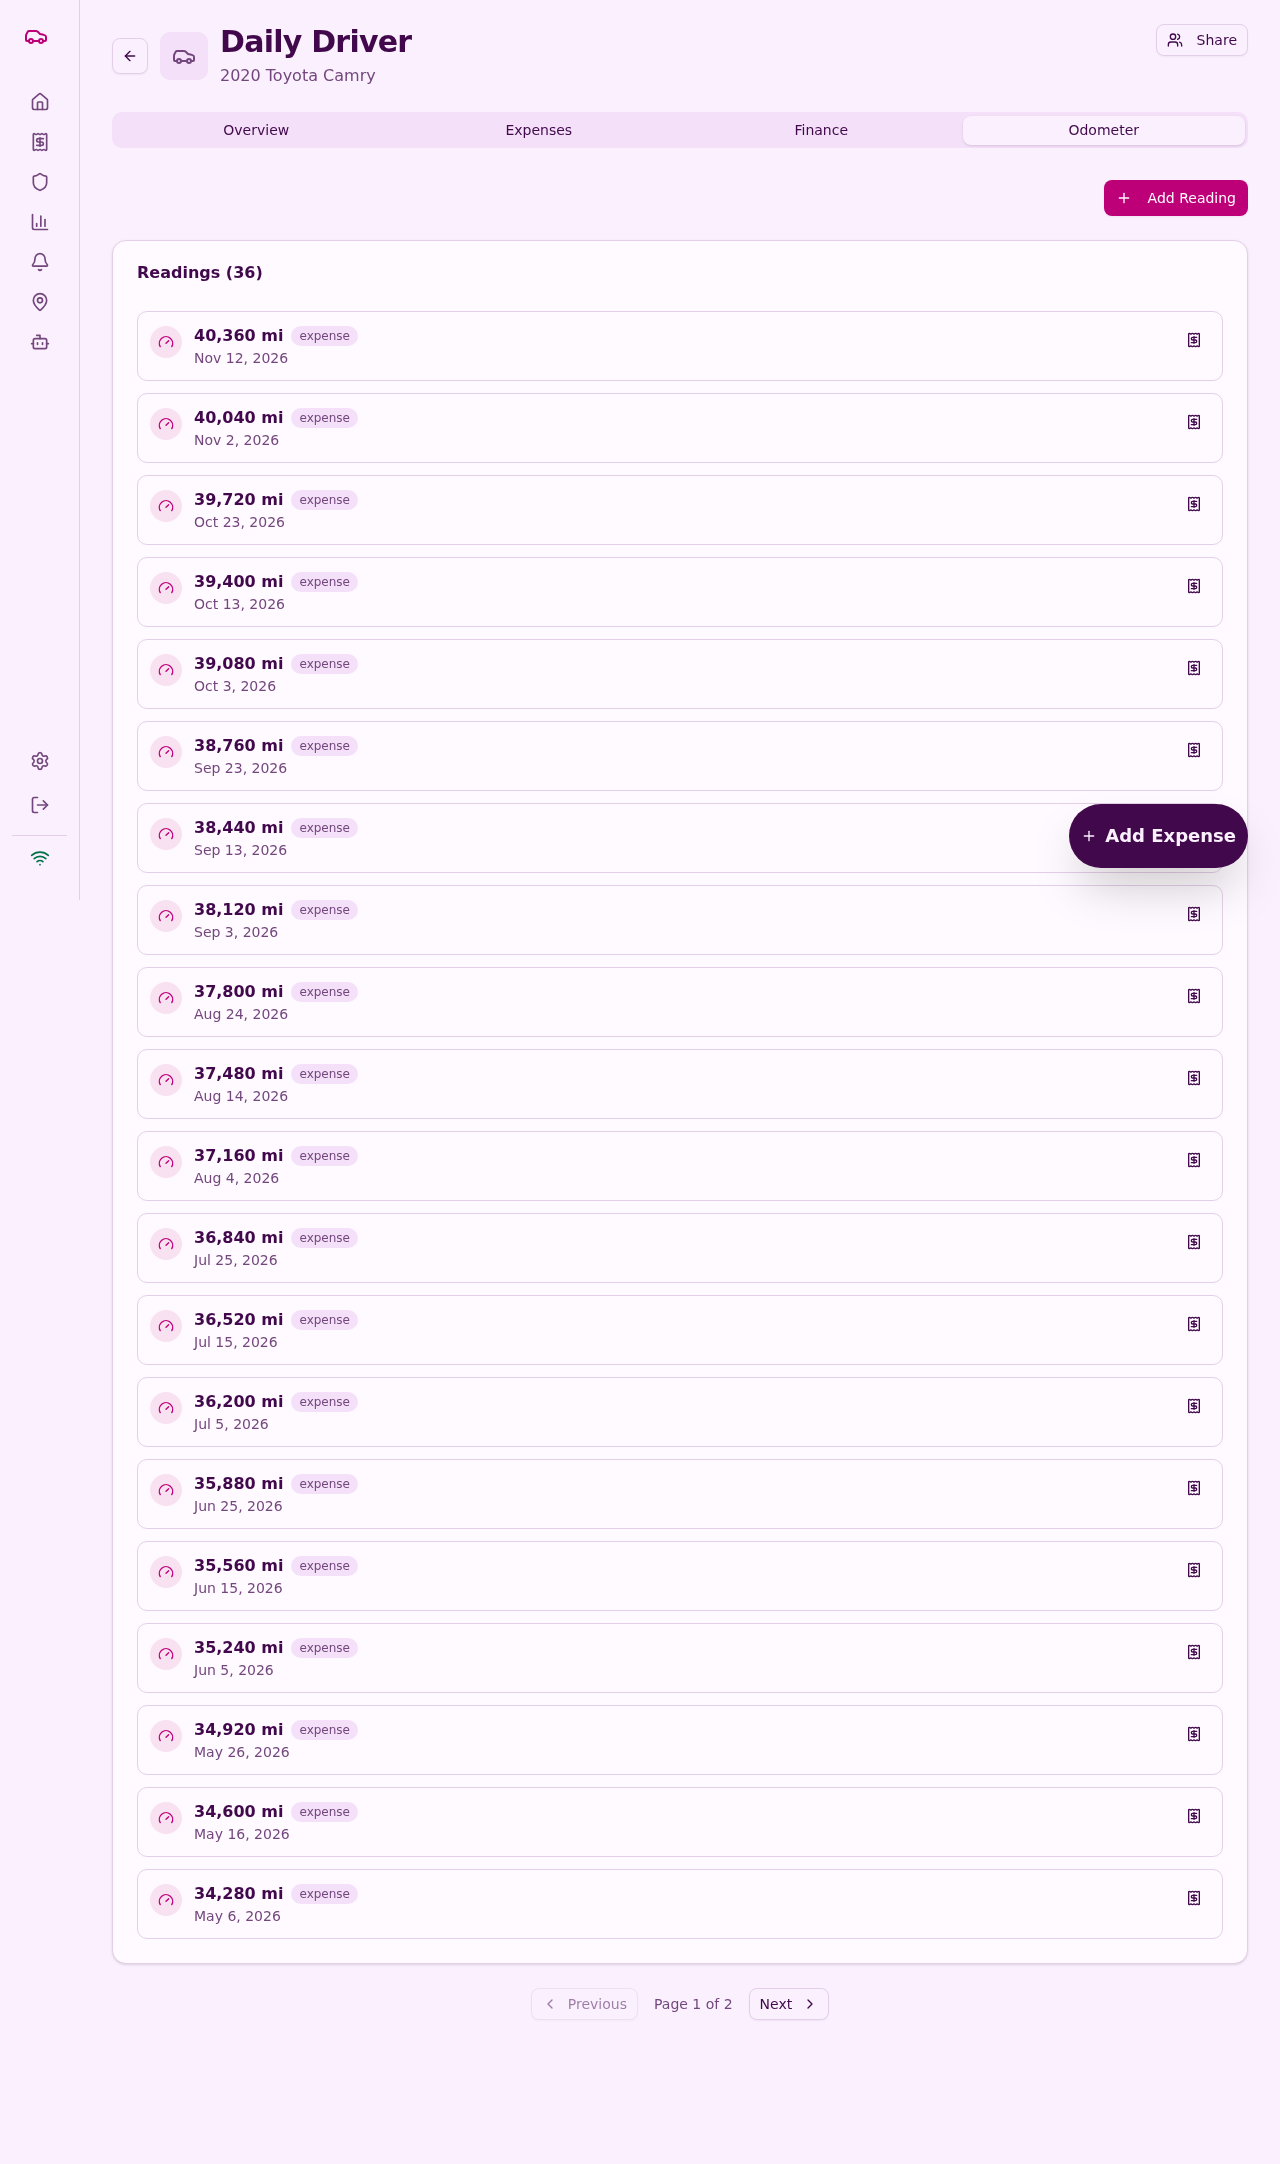 Daily Driver
2020 Toyota Camry
Share
Overview
Expenses
Finance
Odometer
Add Reading
Readings (36)
40,360 mi expense
Nov 12, 2026
40,040 mi expense
Nov 2, 2026
39,720 mi expense
Oct 23, 2026
39,400 mi expense
Oct 13, 2026
39,080 mi expense
Oct 3, 2026
38,760 mi expense
Sep 23, 2026
38,440 mi expense
Sep 13, 2026
Add Expense
38,120 mi expense
Sep 3, 2026
37,800 mi expense
Aug 24, 2026
37,480 mi expense
Aug 14, 2026
37,160 mi expense
Aug 4, 2026
36,840 mi expense
Jul 25, 2026
36,520 mi expense
Jul 15, 2026
36,200 mi expense
Jul 5, 2026
35,880 mi expense
Jun 25, 2026
35,560 mi expense
Jun 15, 2026
35,240 mi expense
Jun 5, 2026
34,920 mi expense
May 26, 2026
34,600 mi expense
May 16, 2026
34,280 mi expense
May 6, 2026
Previous
Page 1 of 2
Next